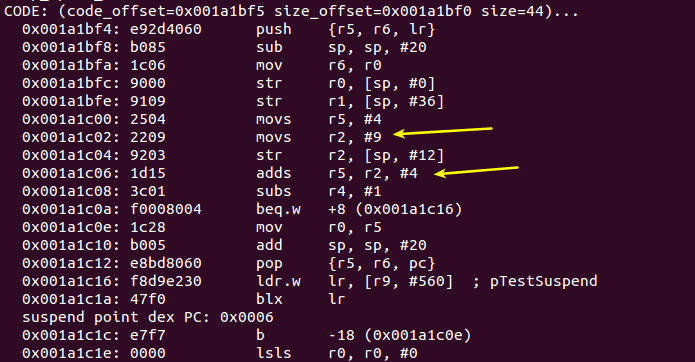 CODE: (code_offset=0x001a1bf5 size_offset=0x001a1bf0 size=44)...
0x001a1bf4: e92d4060 push {r5, r6, lr}
0x001a1bf8: b085 sub sp, sp, #20
0x001a1bfa: 1c06 mov r6, r0
0x001a1bfc: 9000 str r0, [sp, #0]
0x001a1bfe: 9109 str r1, [sp, #36]
0x001a1c00: 2504 movs r5, #4
0x001a1c02: 2209 movs r2, #9
0x001a1c04: 9203 str r2, [sp, #12]
0x001a1c06: 1d15 adds r5, r2, #4
0x001a1c08: 3c01 subs r4, #1
0x001a1c0a: f0008004 beq.w +8 (0x001a1c16)
0x001a1c0e: 1c28 mov r0, r5
0x001a1c10: b005 add sp, sp, #20
0x001a1c12: e8bd8060 pop {r5, r6, pc}
0x001a1c16: f8d9e230 ldr.w lr, [r9, #560] ; pTestSuspend
0x001a1c1a: 47f0 blx lr
suspend point dex PC: 0x0006
0x001a1c1c: e7f7 b -18 (0x001a1c0e)
0x001a1c1e: 0000 lsls r0, r0, #0